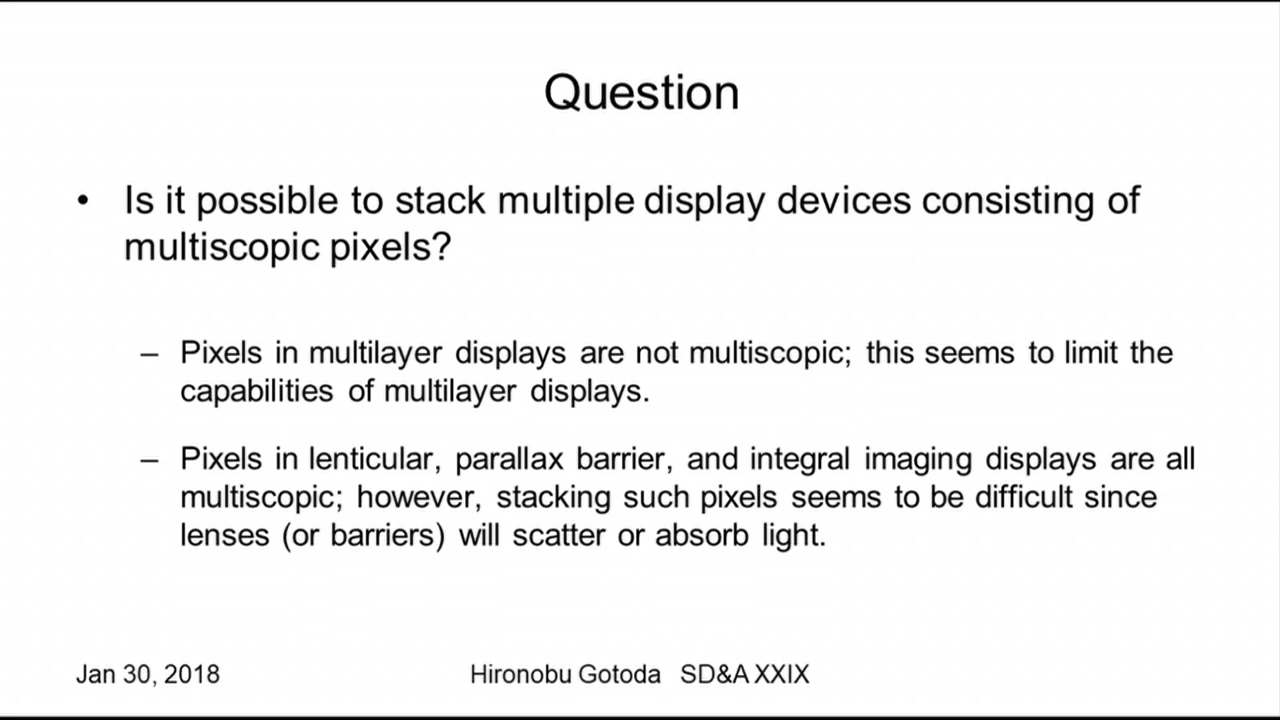 Question
• Is it possible to stack multiple display devices consisting of
multiscopic pixels?
– Pixels in multilayer displays are not multiscopic; this seems to limit the
capabilities of multilayer displays.
– Pixels in lenticular, parallax barrier, and integral imaging displays are all
multiscopic; however, stacking such pixels seems to be difficult since
lenses (or barriers) will scatter or absorb light.
Jan 30, 2018 Hironobu Gotoda SD&A XXIX